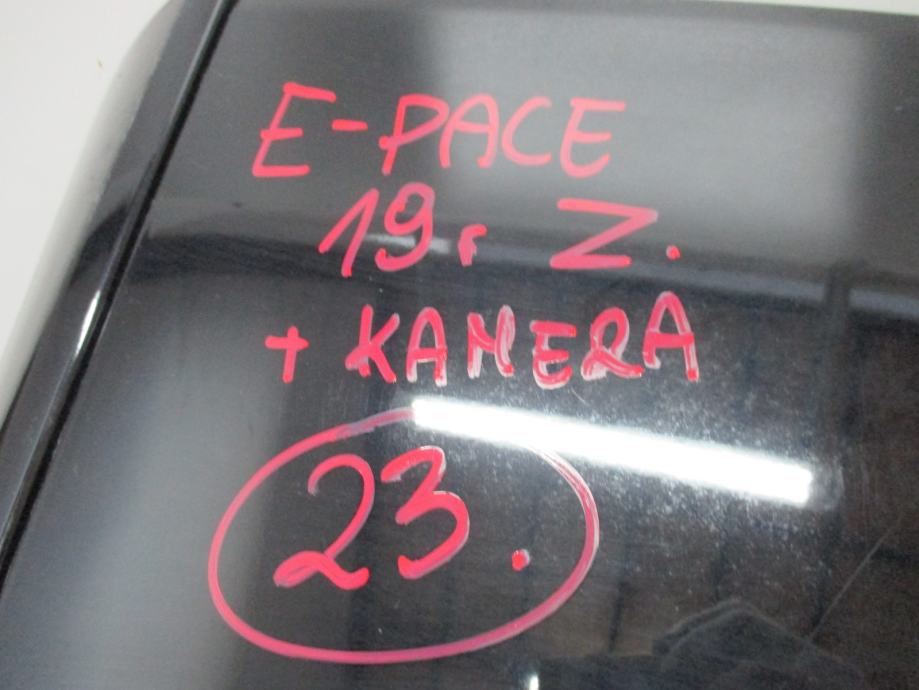 E-PACE
19r Z.
+ KAMERA
23.